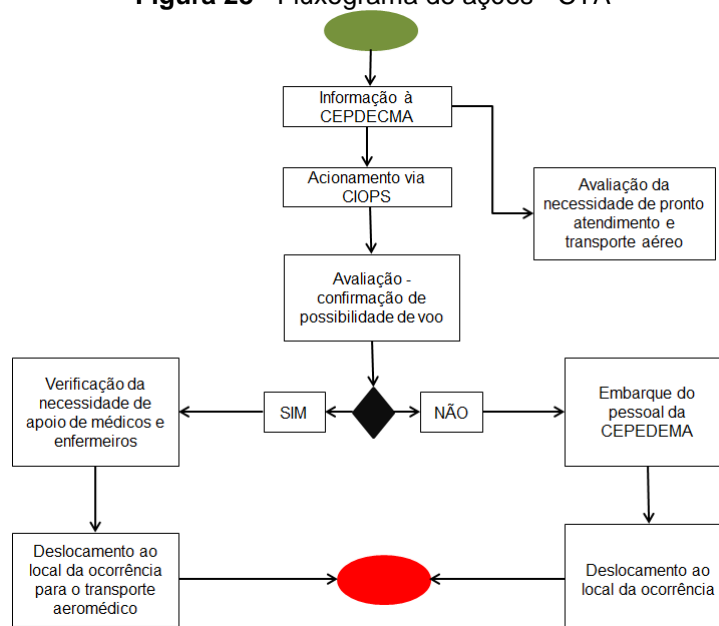 Informação à
CEPDECMA
Acionamento via
CIOPS
Avaliação da
necessidade de pronto
atendimento e
transporte aéreo
Avaliação -
confirmação de
possibilidade de voo
Verificação da
necessidade de
apoio de médicos e
enfermeiros
SIM
NÃO
Embarque do
pessoal da
CEPEDEMA
Deslocamento ao
local da ocorrência
para o transporte
aeromédico
Deslocamento ao
local da ocorrência